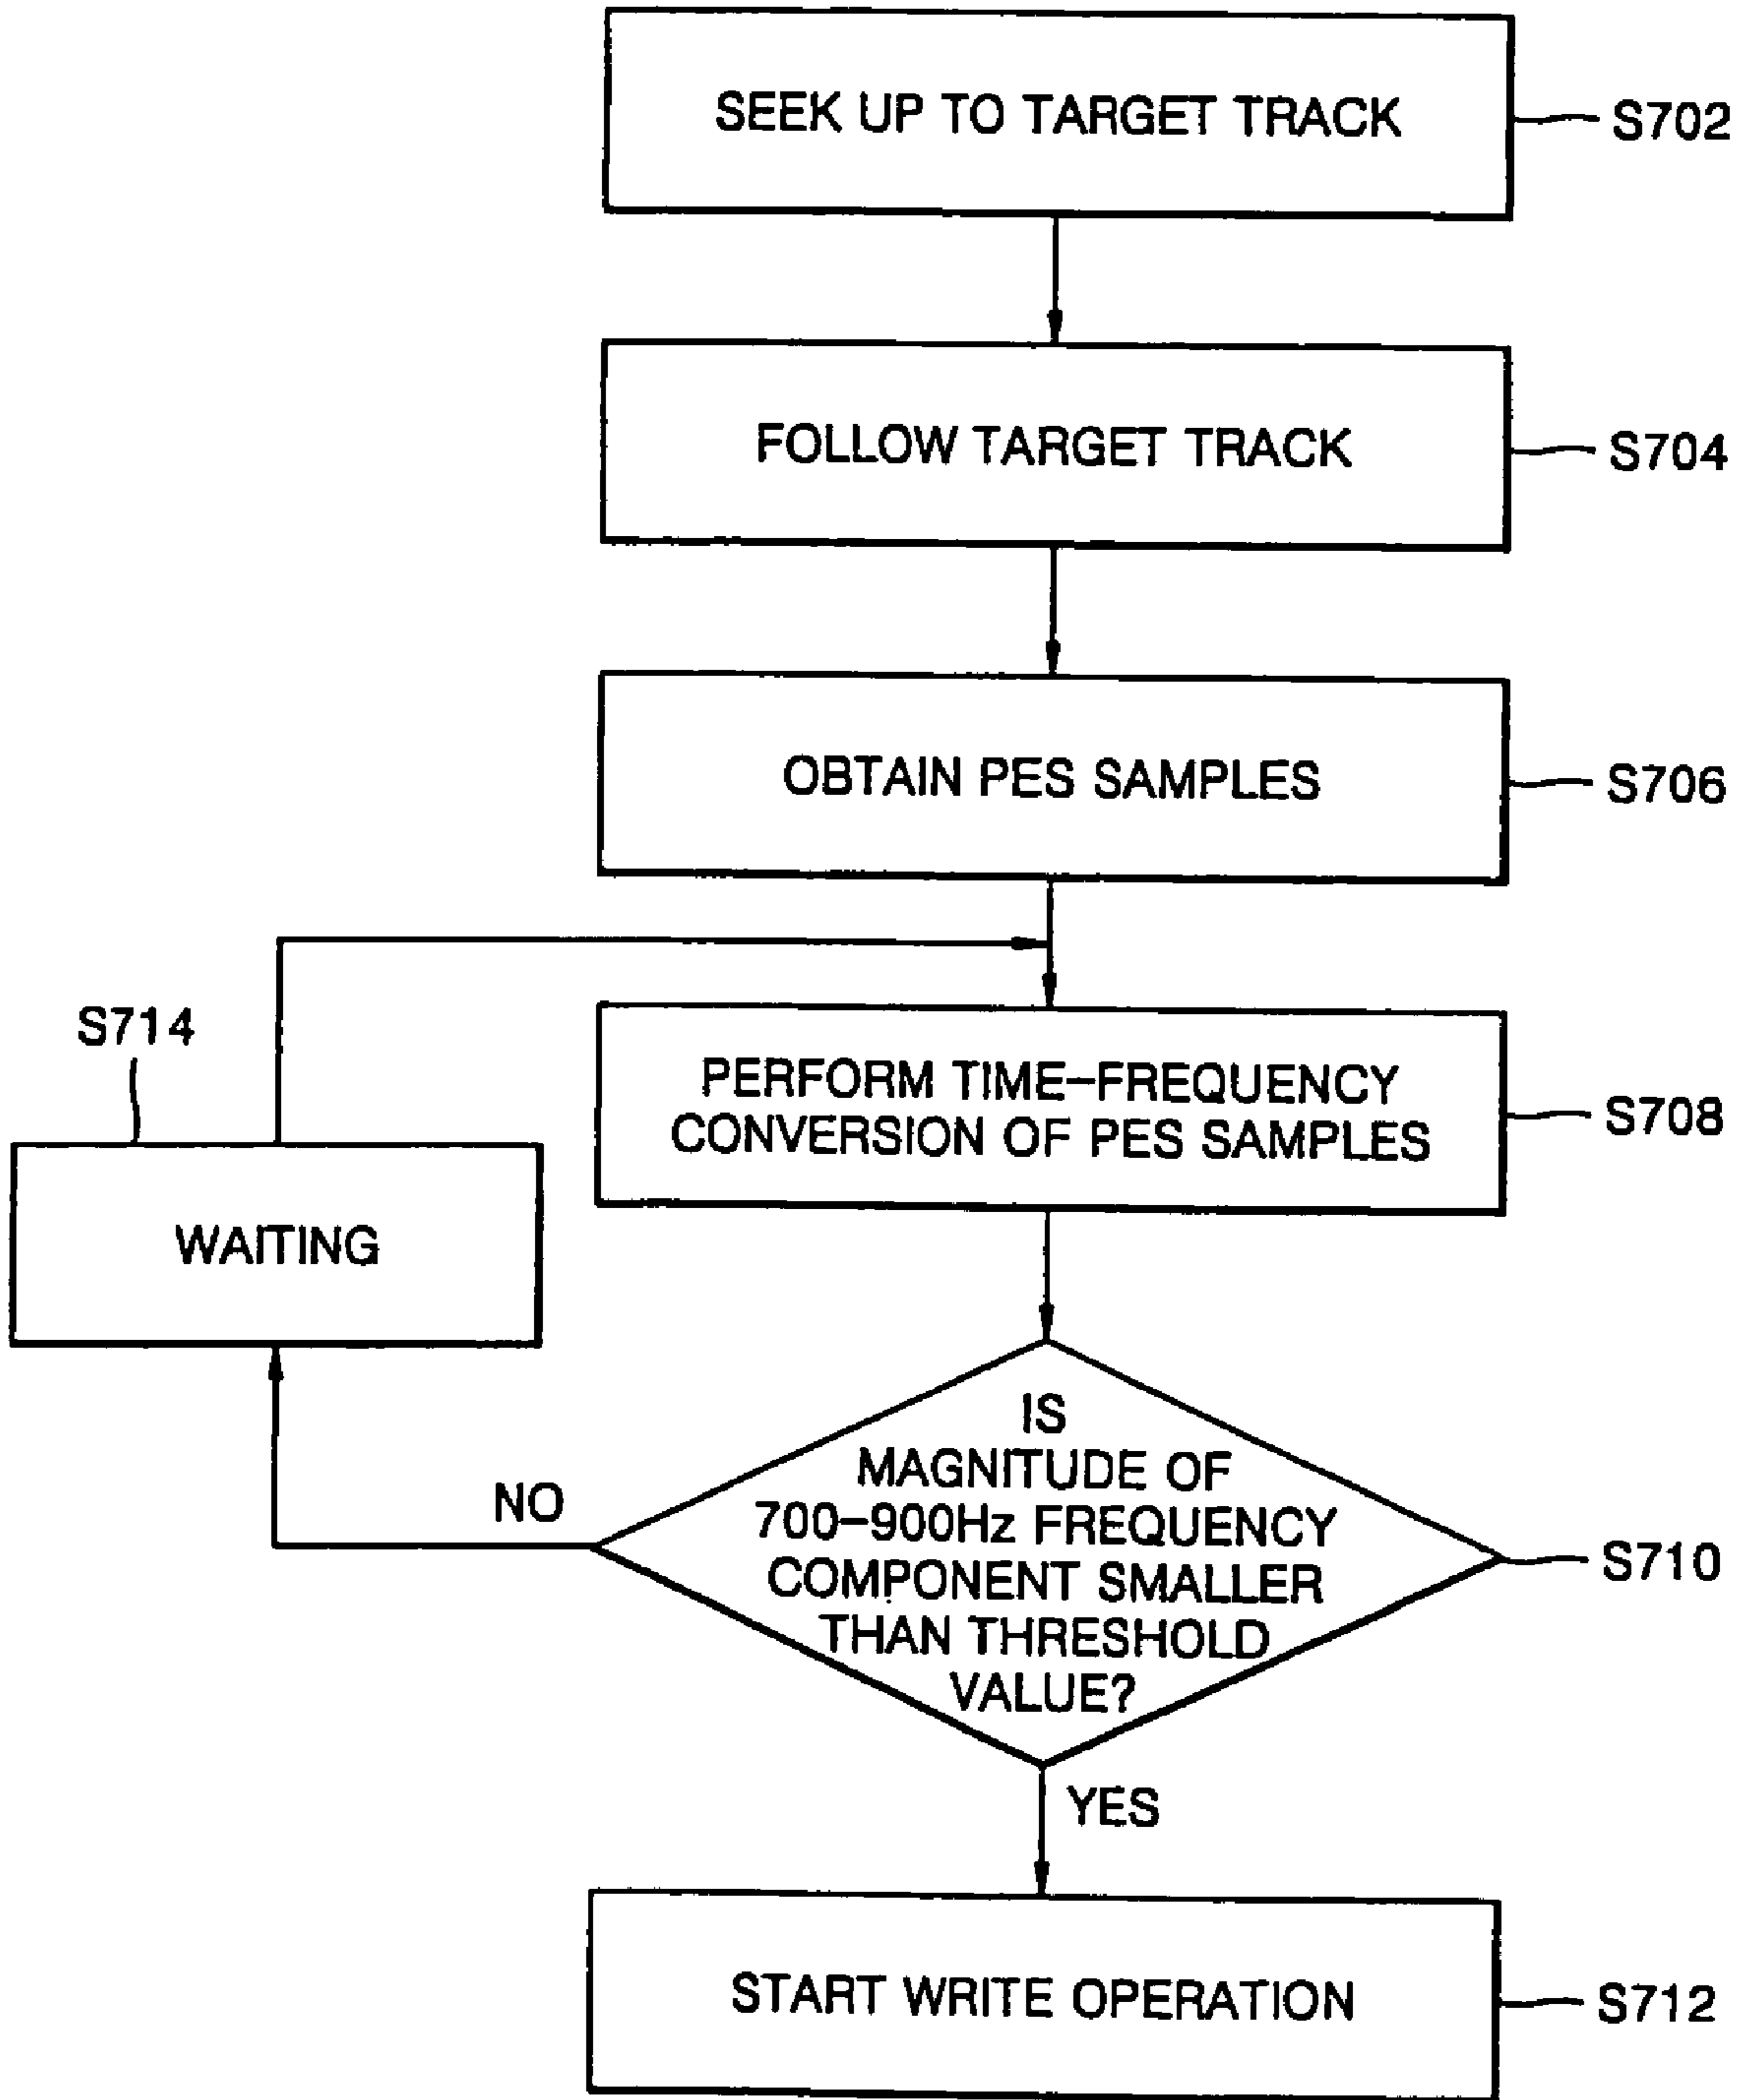 SEEK UP TO TARGET TRACK
S702
FOLLOW TARGET TRACK
S704
OBTAIN PES SAMPLES
S706
S714
PERFORM TIME-FREQUENCY
CONVERSION OF PES SAMPLES
S708
WAITING
IS
MAGNITUDE OF
700-900Hz FREQUENCY
COMPONENT SMALLER
THAN THRESHOLD
VALUE?
NO
S710
YES
START WRITE OPERATION
S712